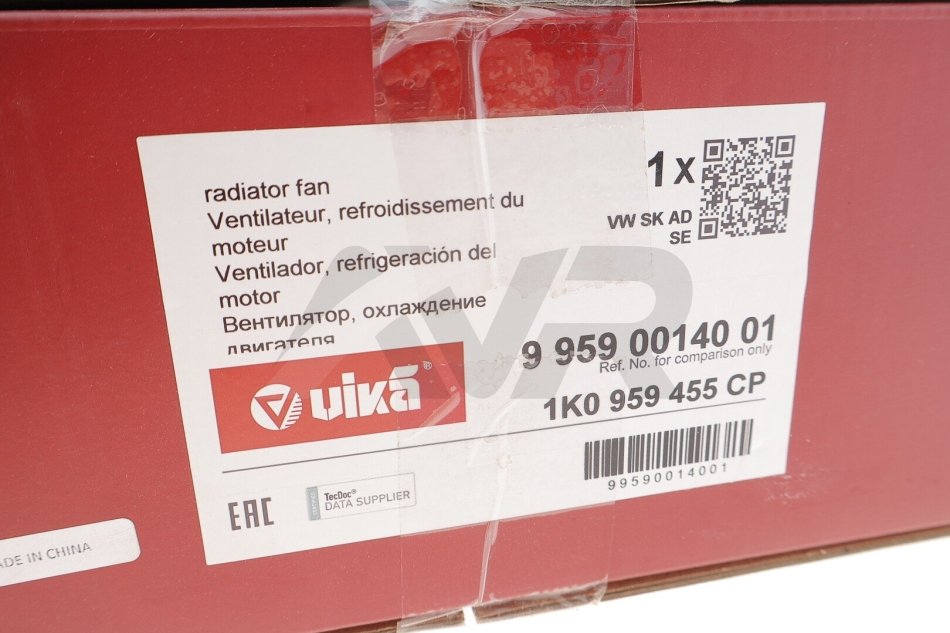 radiator fan
Ventilateur, refroidissement du
moteur
Ventilador, refrigeración del
motor
Вентилятор, охлаждение
двигателя
1 x
VW SK AD
SE
9 959 00140 01
Ref. No. for comparison only
1K0 959 455 CP
vika®
99590014001
EAC
CERTIFIED
TecDoc®
DATA SUPPLIER
ADE IN CHINA
AVR